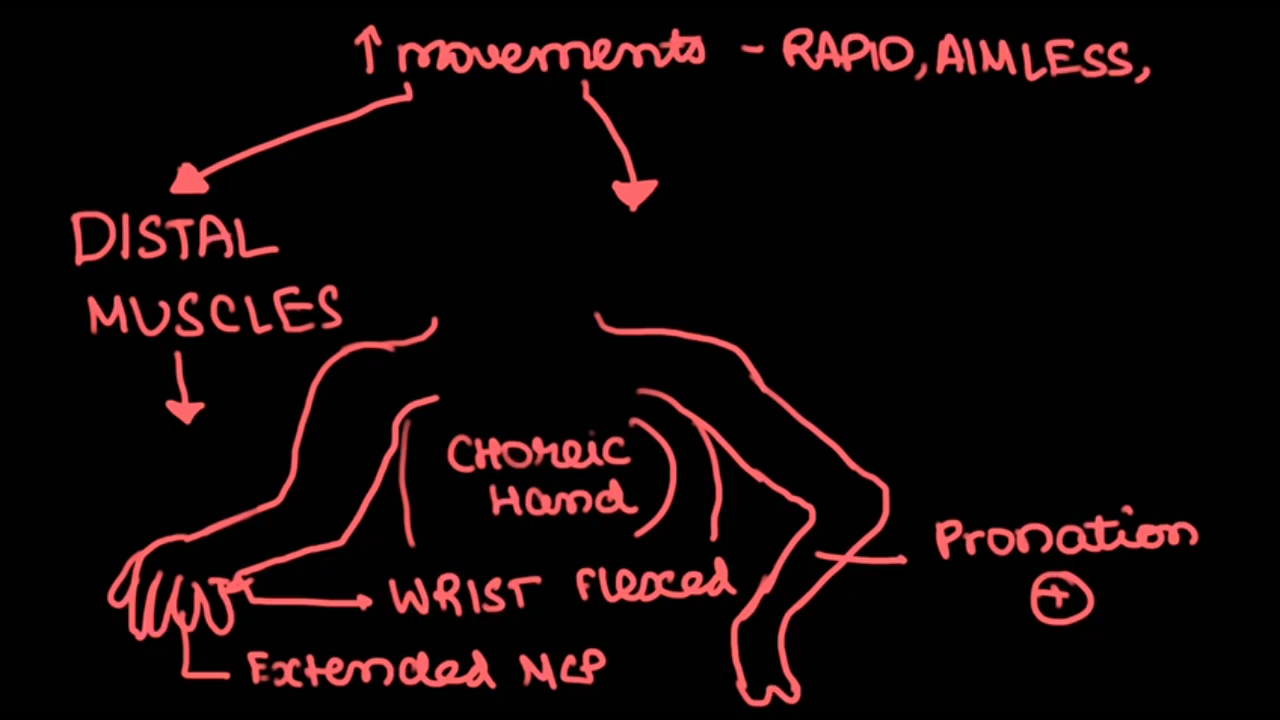 ↑ movements - RAPID, AIMLESS,
DISTAL
MUSCLES
CHOreic
Hand
Pronation
+
WRIST Flexed
Extended MCP